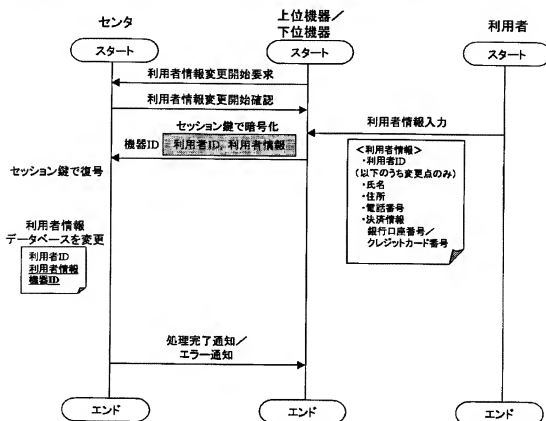 センタ
上位機器／
下位機器
利用者
スタート
スタート
スタート
利用者情報変更開始要求
利用者情報変更開始確認
利用者情報入力
セッション鍵で暗号化
機器ID
利用者ID, 利用者情報
セッション鍵で復号
＜利用者情報＞
・利用者ID
(以下のうち変更点のみ)
・氏名
・住所
・電話番号
・決済情報
銀行口座番号／
クレジットカード番号
利用者情報
データベースを変更
利用者ID
利用者情報
機器ID
処理完了通知／
エラー通知
エンド
エンド
エンド